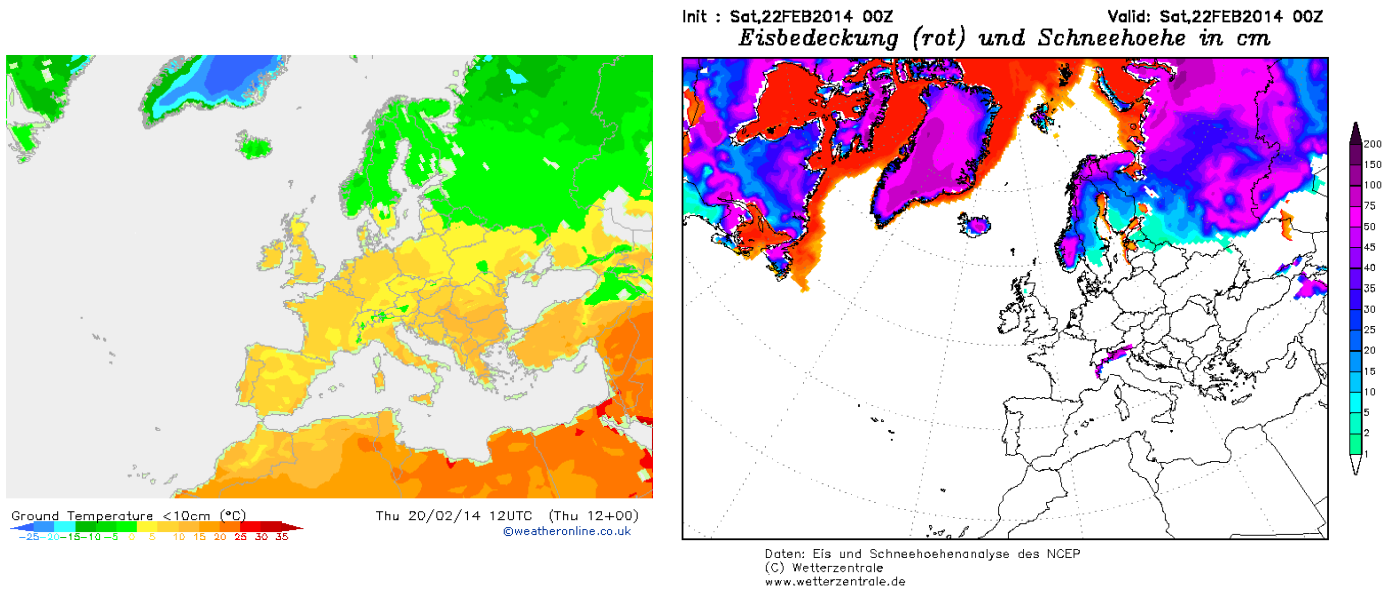 Init : Sat,22FEB2014 00Z Valid: Sat,22FEB2014 00Z
Eisbedeckung (rot) und Schneehoehe in cm
200
150
100
75
50
45
40
35
30
25
20
15
10
5
2
1
Ground Temperature <10cm (°C) Thu 20/02/14 12UTC (Thu 12+00)
-25 -20 -15 -10 -5 0 5 10 15 20 25 30 35
©weatheronline.co.uk
Daten: Eis und Schneehoehenanalyse des NCEP
(C) Wetterzentrale
www.wetterzentrale.de